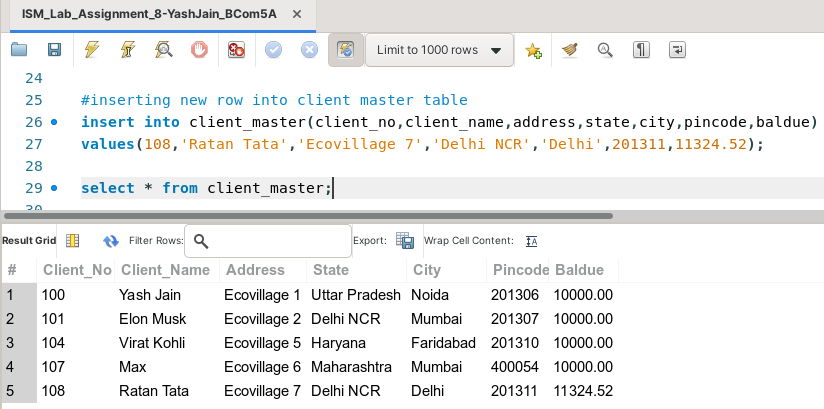 ISM_Lab_Assignment_8-YashJain_BCom5A ×
Limit to 1000 rows
24
25 #inserting new row into client master table
26 insert into client_master(client_no,client_name,address,state,city,pincode,baldue)
27 values(108,'Ratan Tata','Ecovillage 7','Delhi NCR','Delhi',201311,11324.52);
28
29 select * from client_master;
30
Result Grid Filter Rows: Export: Wrap Cell Content:
# Client_No Client_Name Address State City Pincode Baldue
1 100 Yash Jain Ecovillage 1 Uttar Pradesh Noida 201306 10000.00
2 101 Elon Musk Ecovillage 2 Delhi NCR Mumbai 201307 10000.00
3 104 Virat Kohli Ecovillage 5 Haryana Faridabad 201310 10000.00
4 107 Max Ecovillage 6 Maharashtra Mumbai 400054 10000.00
5 108 Ratan Tata Ecovillage 7 Delhi NCR Delhi 201311 11324.52